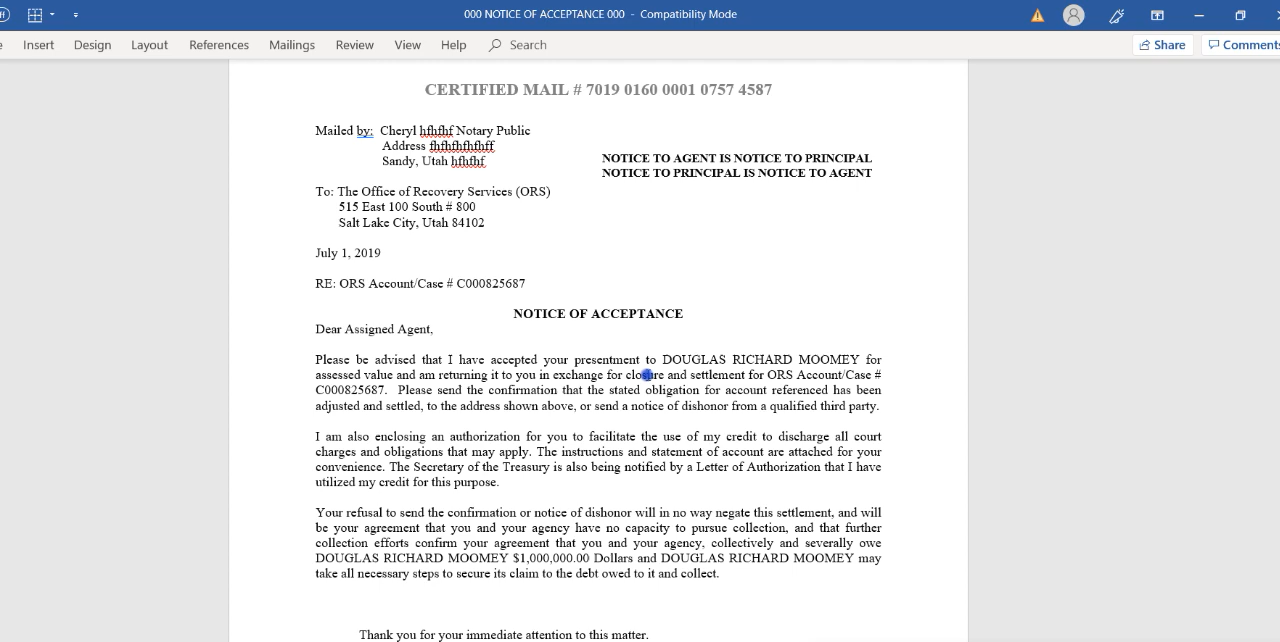 000 NOTICE OF ACCEPTANCE 000 - Compatibility Mode
Insert Design Layout References Mailings Review View Help Search Share Comments
CERTIFIED MAIL # 7019 0160 0001 0757 4587
Mailed by: Cheryl hfhfhf Notary Public
Address fhfhfhfhfhff
Sandy, Utah hfhfhf
NOTICE TO AGENT IS NOTICE TO PRINCIPAL
NOTICE TO PRINCIPAL IS NOTICE TO AGENT
To: The Office of Recovery Services (ORS)
515 East 100 South # 800
Salt Lake City, Utah 84102
July 1, 2019
RE: ORS Account/Case # C000825687
NOTICE OF ACCEPTANCE
Dear Assigned Agent,
Please be advised that I have accepted your presentment to DOUGLAS RICHARD MOOMEY for
assessed value and am returning it to you in exchange for closure and settlement for ORS Account/Case #
C000825687. Please send the confirmation that the stated obligation for account referenced has been
adjusted and settled, to the address shown above, or send a notice of dishonor from a qualified third party.
I am also enclosing an authorization for you to facilitate the use of my credit to discharge all court
charges and obligations that may apply. The instructions and statement of account are attached for your
convenience. The Secretary of the Treasury is also being notified by a Letter of Authorization that I have
utilized my credit for this purpose.
Your refusal to send the confirmation or notice of dishonor will in no way negate this settlement, and will
be your agreement that you and your agency have no capacity to pursue collection, and that further
collection efforts confirm your agreement that you and your agency, collectively and severally owe
DOUGLAS RICHARD MOOMEY $1,000,000.00 Dollars and DOUGLAS RICHARD MOOMEY may
take all necessary steps to secure its claim to the debt owed to it and collect.
Thank you for your immediate attention to this matter.